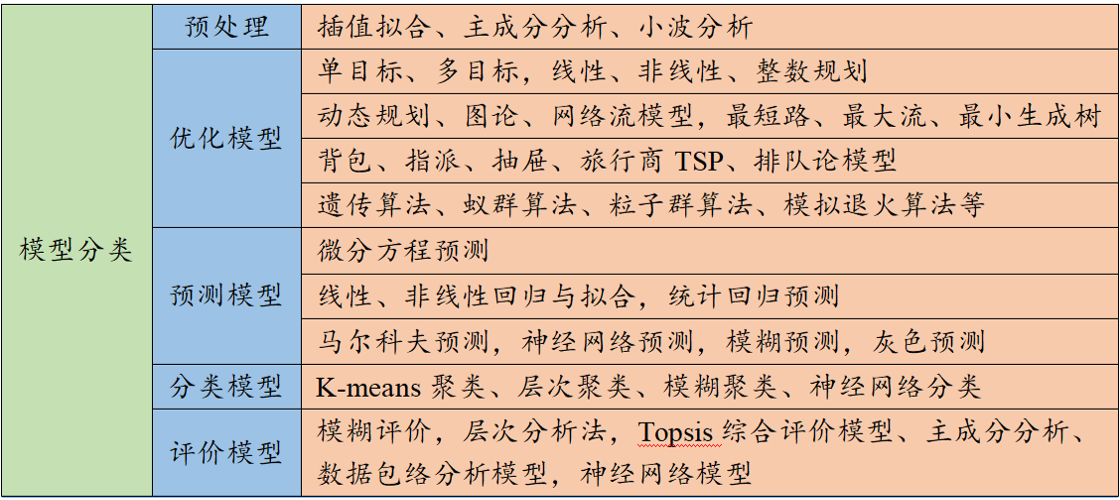 模型分类
预处理
插值拟合、主成分分析、小波分析
优化模型
单目标、多目标，线性、非线性、整数规划
动态规划、图论、网络流模型，最短路、最大流、最小生成树
背包、指派、抽屉、旅行商 TSP、排队论模型
遗传算法、蚁群算法、粒子群算法、模拟退火算法等
预测模型
微分方程预测
线性、非线性回归与拟合，统计回归预测
马尔科夫预测，神经网络预测，模糊预测，灰色预测
分类模型
K-means 聚类、层次聚类、模糊聚类、神经网络分类
评价模型
模糊评价，层次分析法，Topsis 综合评价模型、主成分分析、
数据包络分析模型，神经网络模型